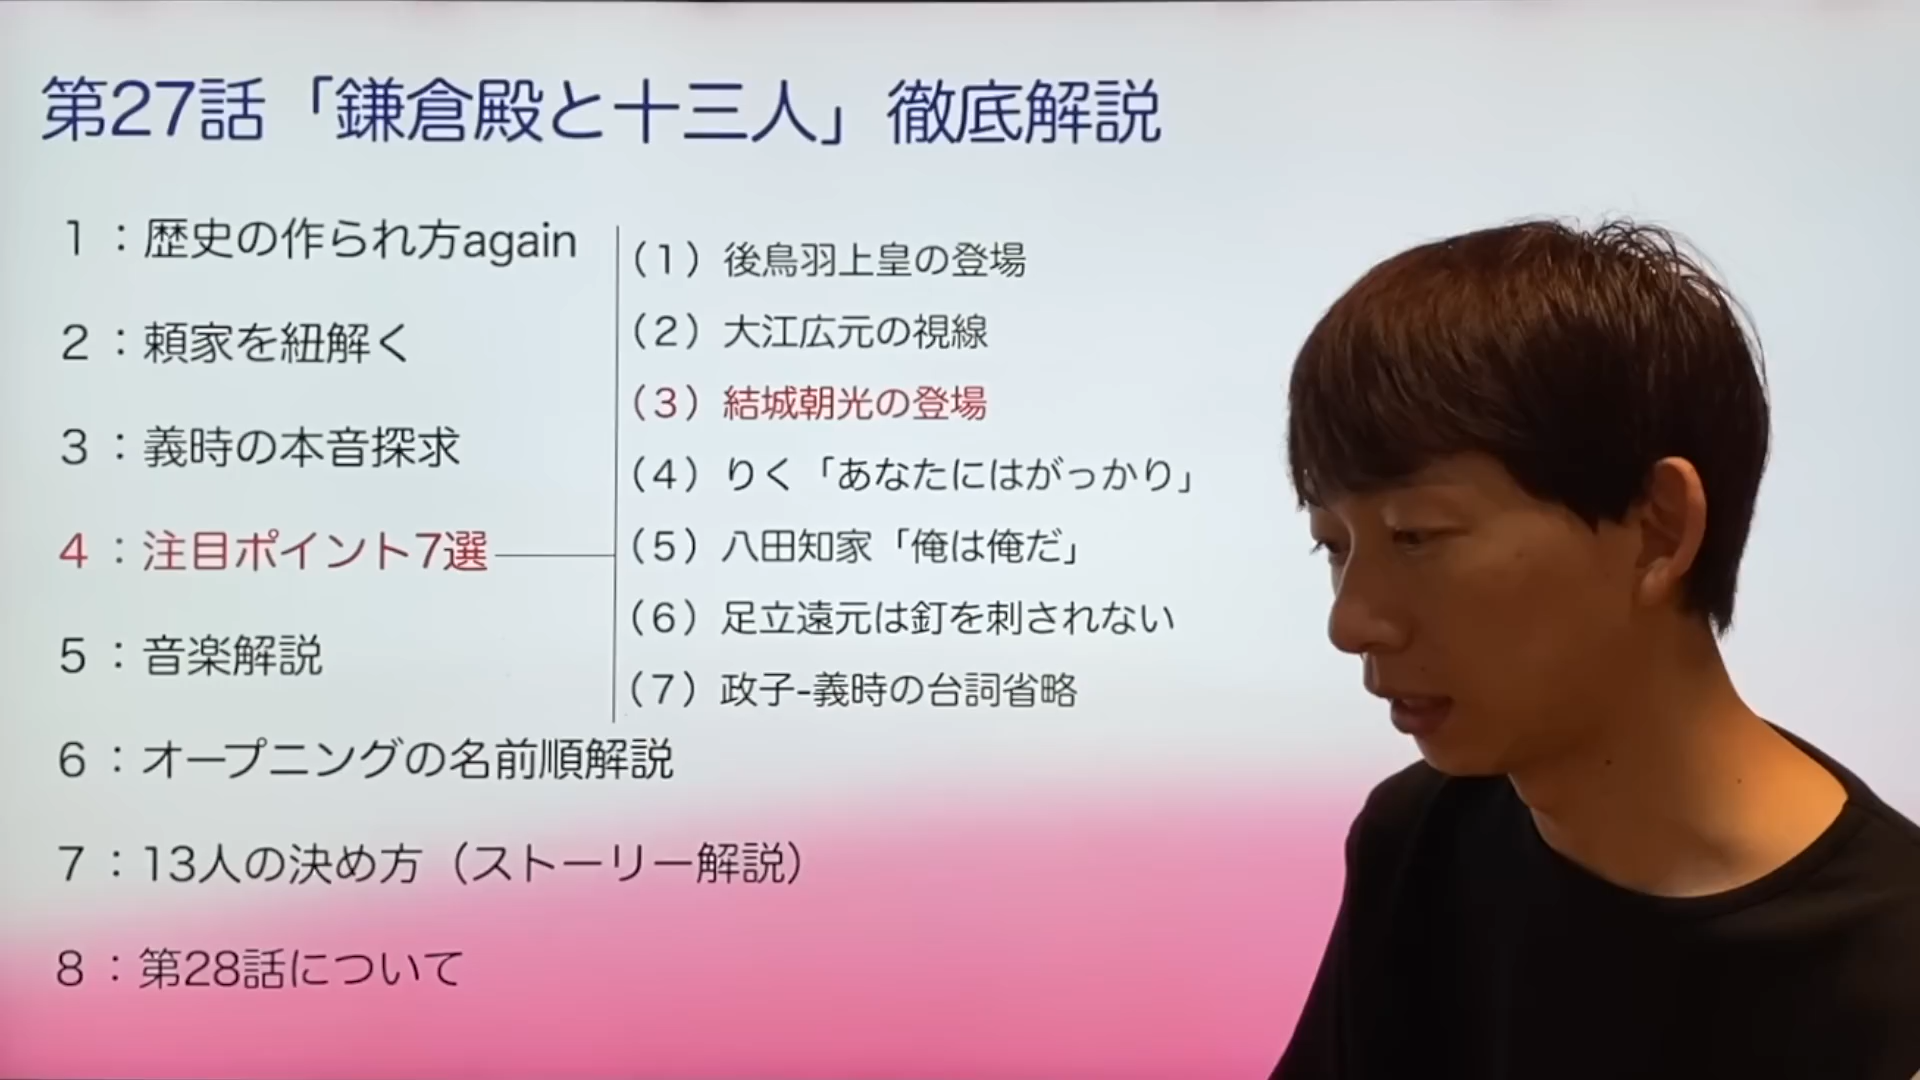 第27話「鎌倉殿と十三人」徹底解説
1：歴史の作られ方again
2：頼家を紐解く
3：義時の本音探求
4：注目ポイント7選
(1) 後鳥羽上皇の登場
(2) 大江広元の視線
(3) 結城朝光の登場
(4) りく「あなたにはがっかり」
(5) 八田知家「俺は俺だ」
(6) 足立遠元は釘を刺されない
(7) 政子-義時の台詞省略
5：音楽解説
6：オープニングの名前順解説
7：13人の決め方（ストーリー解説）
8：第28話について